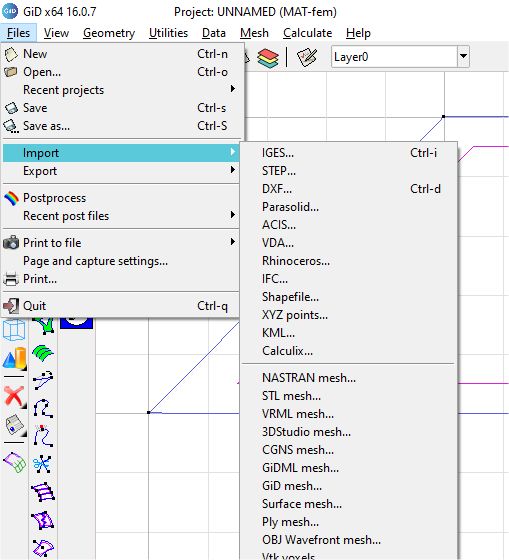 GiD x64 16.0.7 Project: UNNAMED (MAT-fem)
Files View Geometry Utilities Data Mesh Calculate Help
Layer0
New Ctrl-n
Open... Ctrl-o
Recent projects
Save Ctrl-s
Save as... Ctrl-S
Import
Export
Postprocess
Recent post files
Print to file
Page and capture settings...
Print...
Quit Ctrl-q
IGES... Ctrl-i
STEP...
DXF... Ctrl-d
Parasolid...
ACIS...
VDA...
Rhinoceros...
IFC...
Shapefile...
XYZ points...
KML...
Calculix...
NASTRAN mesh...
STL mesh...
VRML mesh...
3DStudio mesh...
CGNS mesh...
GiDML mesh...
GiD mesh...
Surface mesh...
Ply mesh...
OBJ Wavefront mesh...
Vtk voxels...